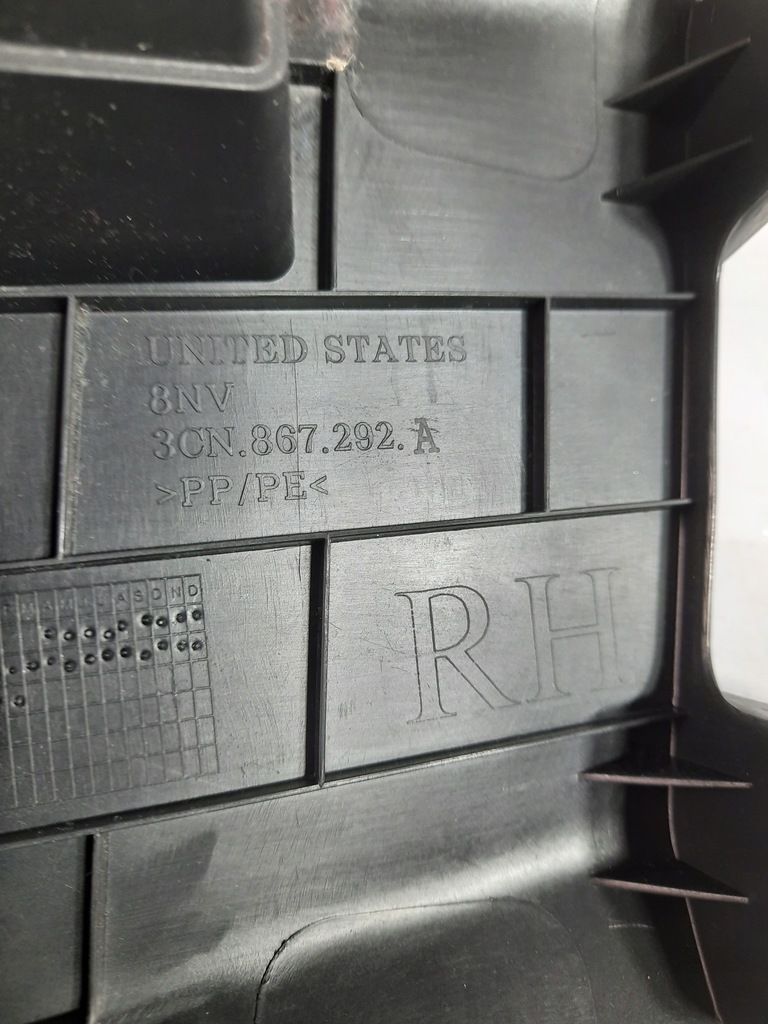 UNITED STATES
8NV
3CN.867.292.A
>PP/PE<
M A M J J A S O N D
RH